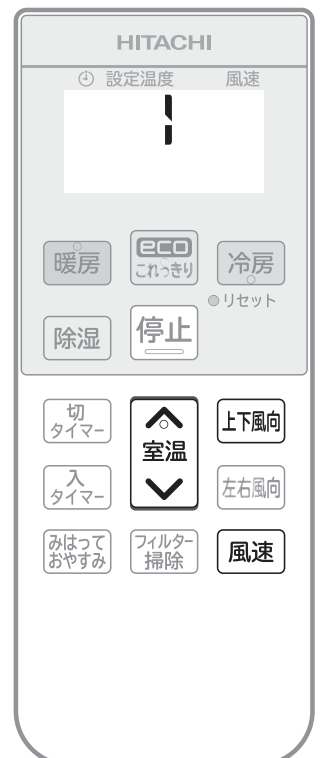 HITACHI
設定温度 風速
1
暖房 eco これっきり 冷房
リセット
除湿 停止
切タイマー 室温 上下風向
入タイマー 左右風向
みはっておやすみ フィルター掃除 風速